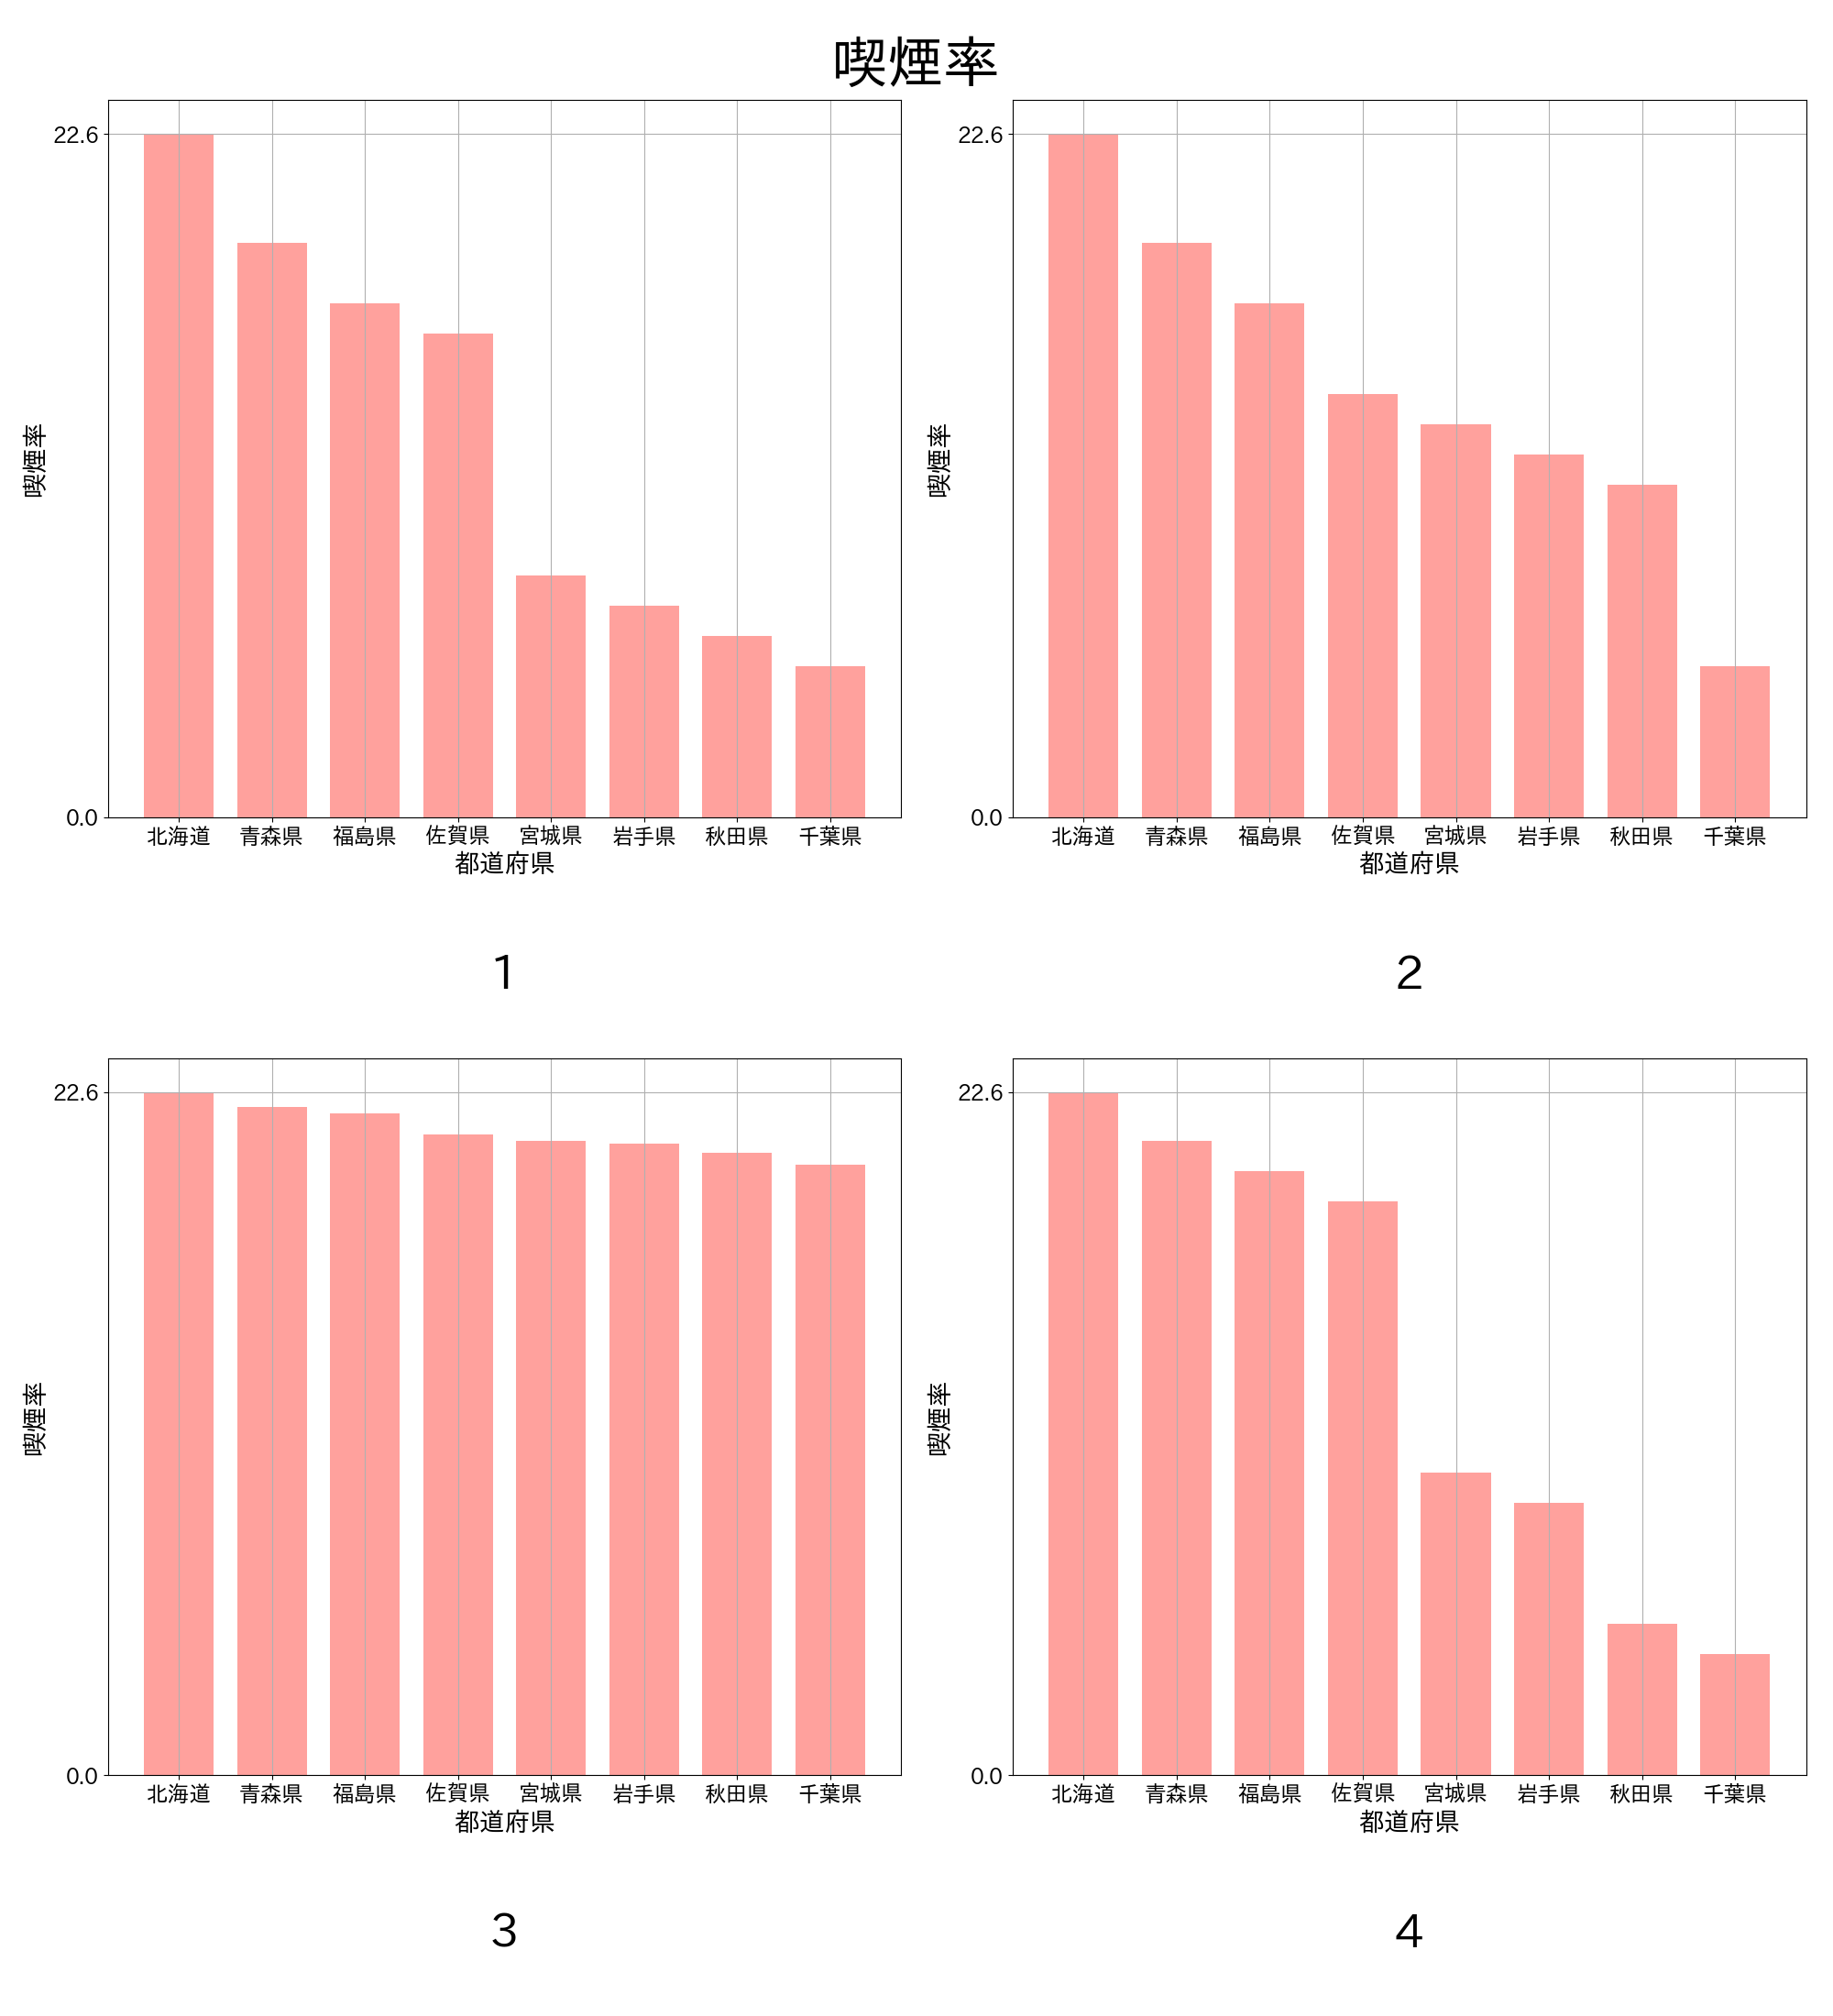 喫煙率
22.6
喫煙率
0.0
北海道 青森県 福島県 佐賀県 宮城県 岩手県 秋田県 千葉県
都道府県
1
22.6
喫煙率
0.0
北海道 青森県 福島県 佐賀県 宮城県 岩手県 秋田県 千葉県
都道府県
2
22.6
喫煙率
0.0
北海道 青森県 福島県 佐賀県 宮城県 岩手県 秋田県 千葉県
都道府県
3
22.6
喫煙率
0.0
北海道 青森県 福島県 佐賀県 宮城県 岩手県 秋田県 千葉県
都道府県
4